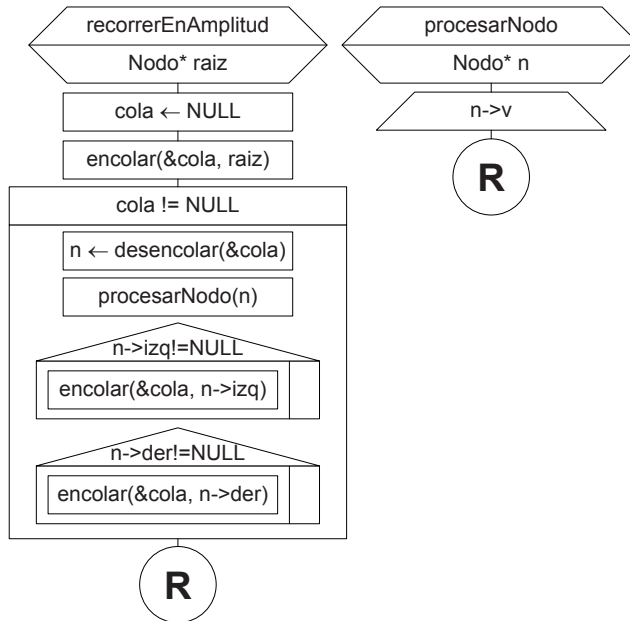 recorrerEnAmplitud
Nodo* raiz
cola ← NULL
encolar(&cola, raiz)
cola != NULL
n ← desencolar(&cola)
procesarNodo(n)
n->izq!=NULL
encolar(&cola, n->izq)
n->der!=NULL
encolar(&cola, n->der)
R
procesarNodo
Nodo* n
n->v
R